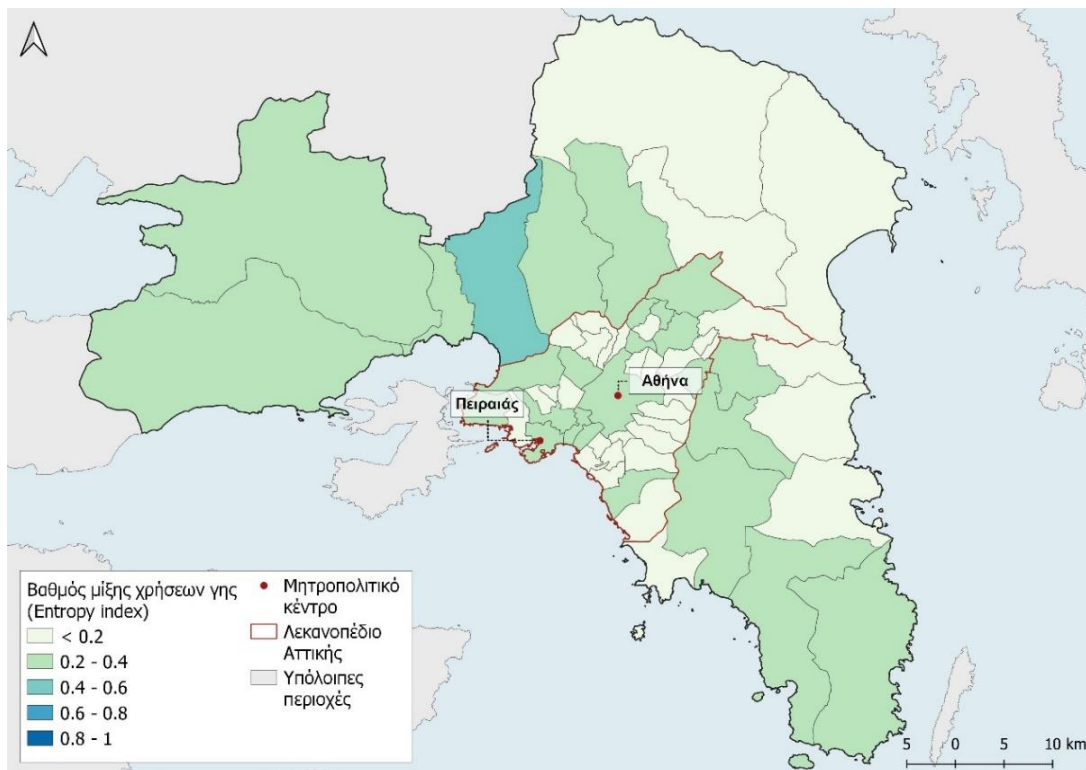 Αθήνα
Πειραιάς
Βαθμός μίξης χρήσεων γης
(Entropy index)
< 0.2
0.2 - 0.4
0.4 - 0.6
0.6 - 0.8
0.8 - 1
Μητροπολιτικό
κέντρο
Λεκανοπέδιο
Αττικής
Υπόλοιπες
περιοχές
5 0 5 10 km